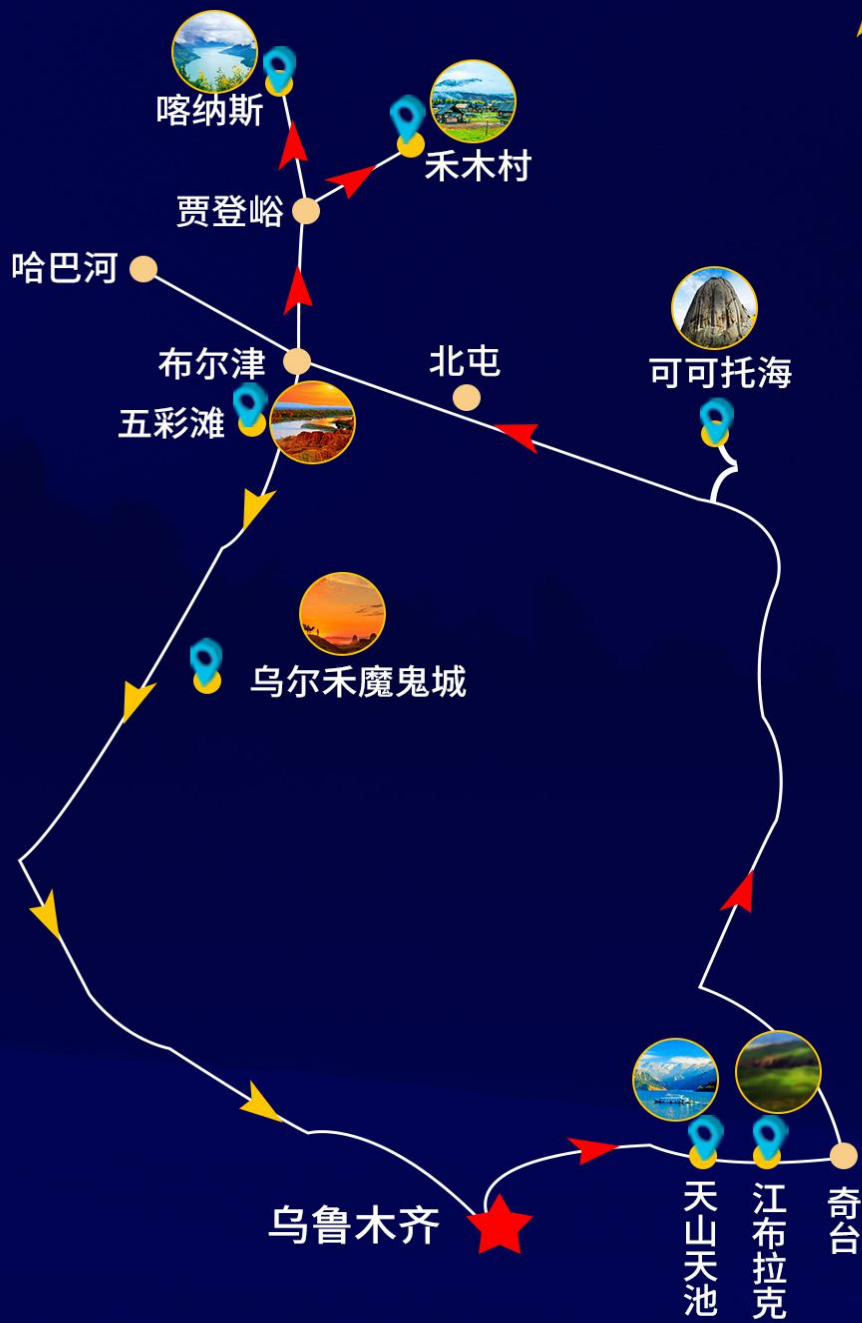 喀纳斯
禾木村
贾登峪
哈巴河
布尔津
北屯
可可托海
五彩滩
乌尔禾魔鬼城
乌鲁木齐
天山天池
江布拉克
奇台